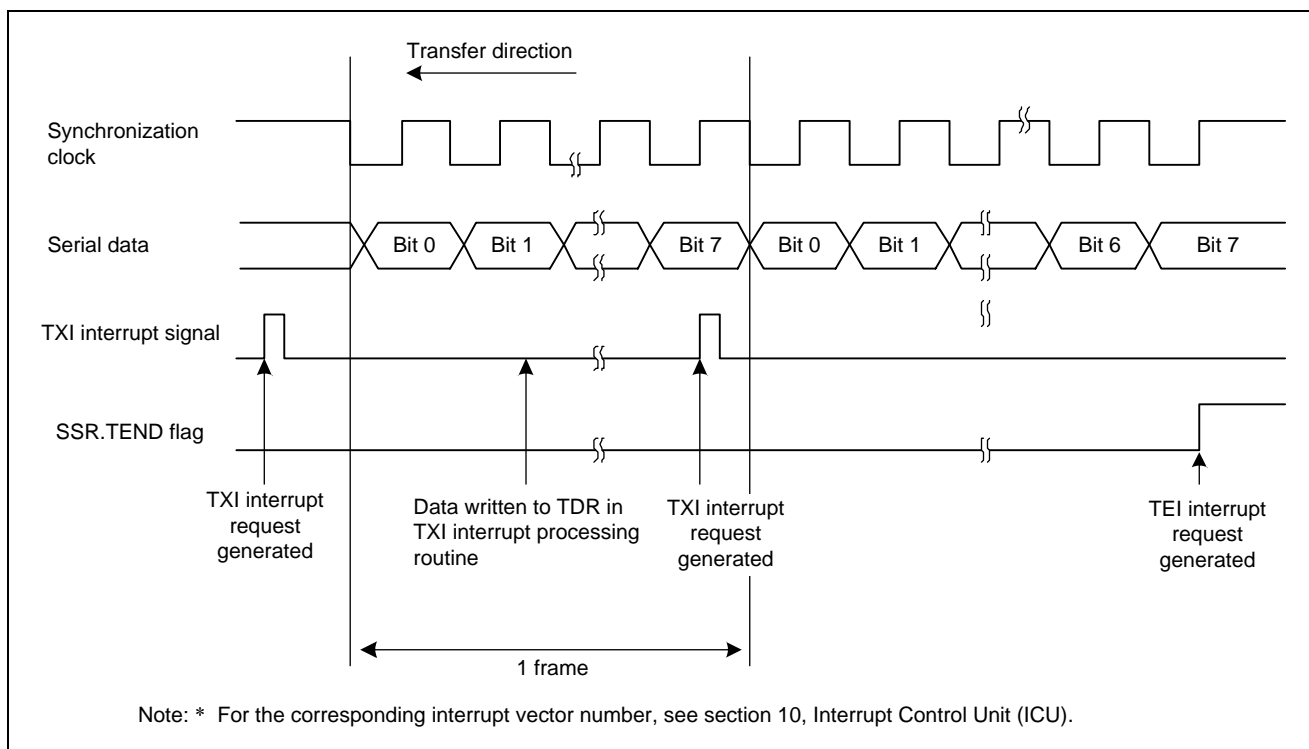 Transfer direction
Synchronization
clock
Serial data
Bit 0
Bit 1
Bit 7
Bit 0
Bit 1
Bit 6
Bit 7
TXI interrupt signal
SSR.TEND flag
TXI interrupt
request
generated
Data written to TDR in
TXI interrupt processing
routine
TXI interrupt
request
generated
TEI interrupt
request
generated
1 frame
Note: * For the corresponding interrupt vector number, see section 10, Interrupt Control Unit (ICU).